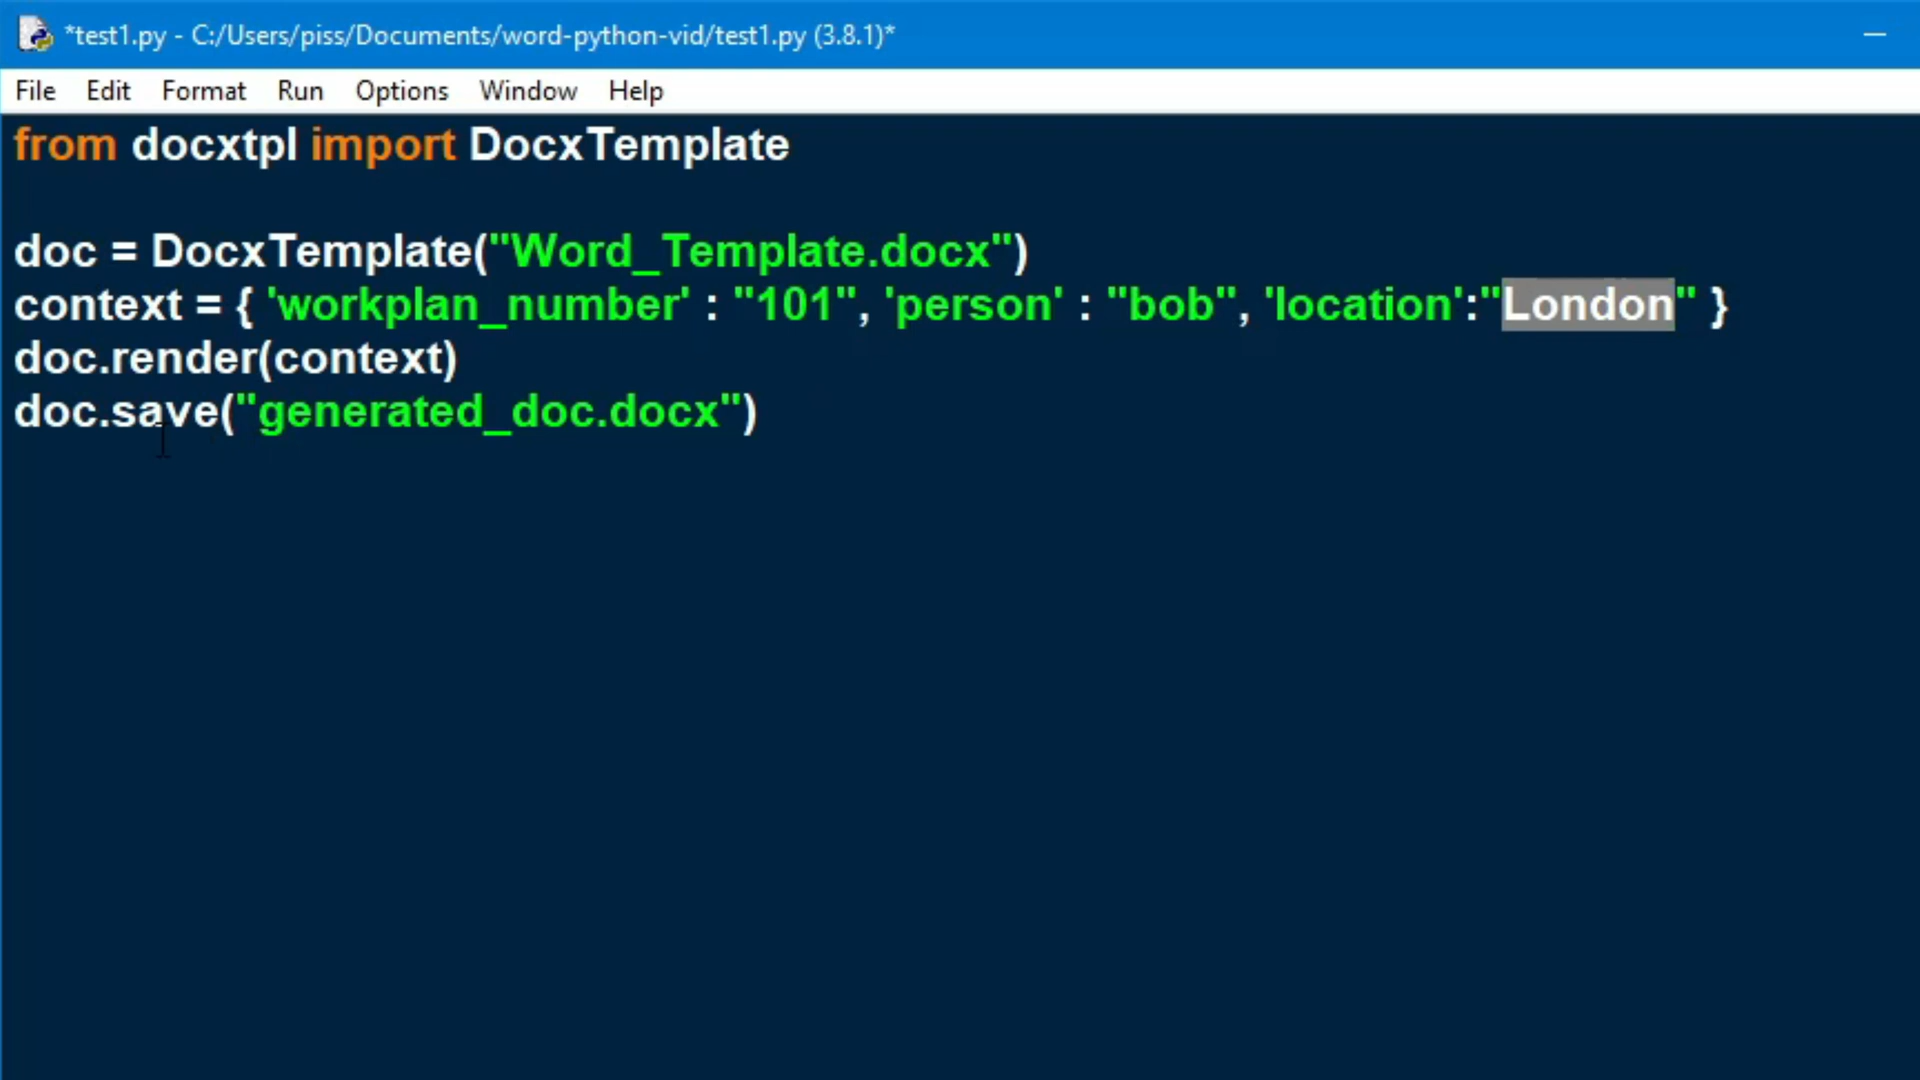 *test1.py - C:/Users/piss/Documents/word-python-vid/test1.py (3.8.1)*
File Edit Format Run Options Window Help
from docxtpl import DocxTemplate
doc = DocxTemplate("Word_Template.docx")
context = { 'workplan_number' : "101", 'person' : "bob", 'location':"London" }
doc.render(context)
doc.save("generated_doc.docx")